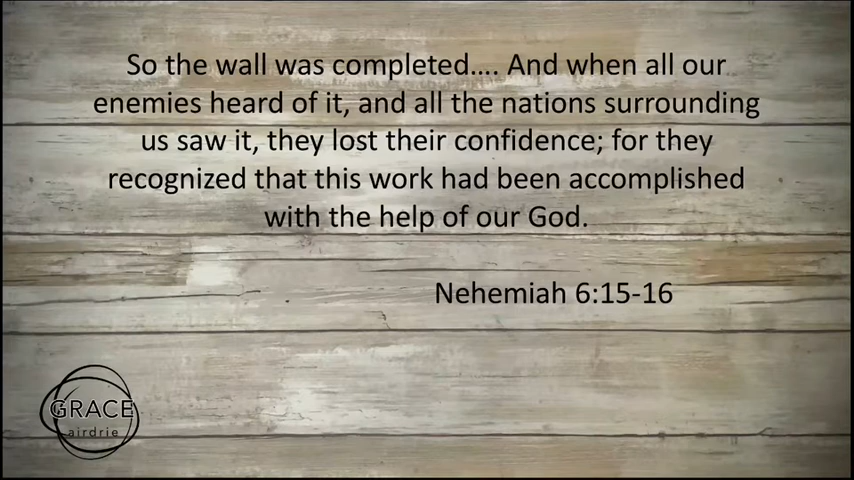 So the wall was completed.... And when all our
enemies heard of it, and all the nations surrounding
us saw it, they lost their confidence; for they
recognized that this work had been accomplished
with the help of our God.
Nehemiah 6:15-16
GRACE
airdrie